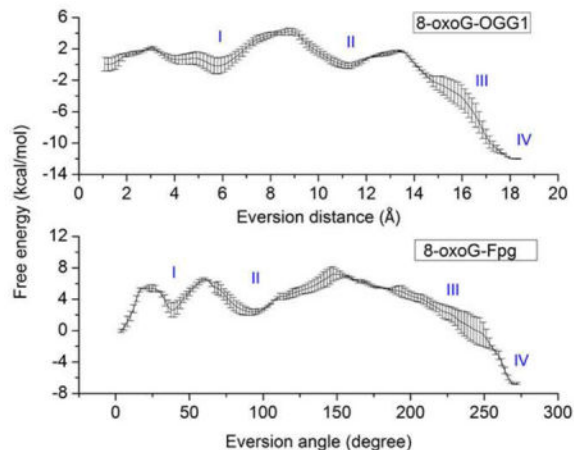 8-oxoG-OGG1
6
2
-2
-6
-10
-14
I
II
III
IV
0 2 4 6 8 10 12 14 16 18 20
Eversion distance (Å)
Free energy (kcal/mol)
8-oxoG-Fpg
12
8
4
0
-4
-8
I
II
III
IV
0 50 100 150 200 250 300
Eversion angle (degree)